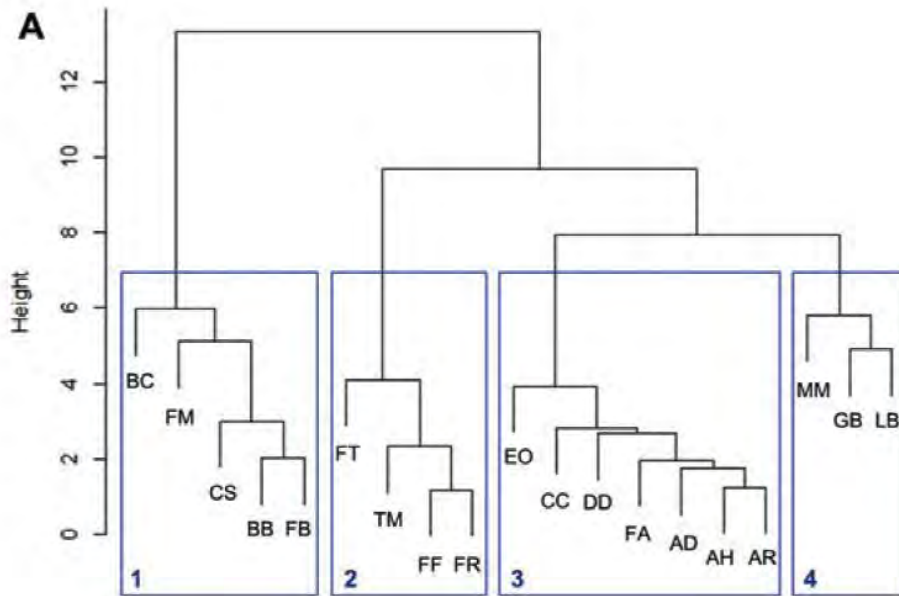 A
Height
12
10
8
6
4
2
0
BC
FM
CS
BB FB
FT
TM
FF FR
EO
CC DD
FA
AD
AH AR
MM
GB LB
1 2 3 4